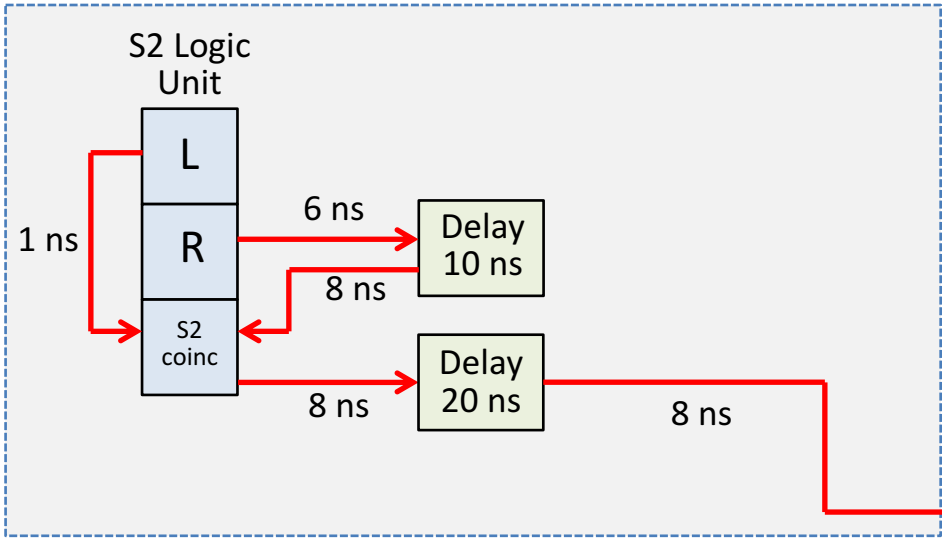 S2 Logic
Unit
L
R
S2
coinc
1 ns
6 ns
Delay
10 ns
8 ns
Delay
20 ns
8 ns
8 ns